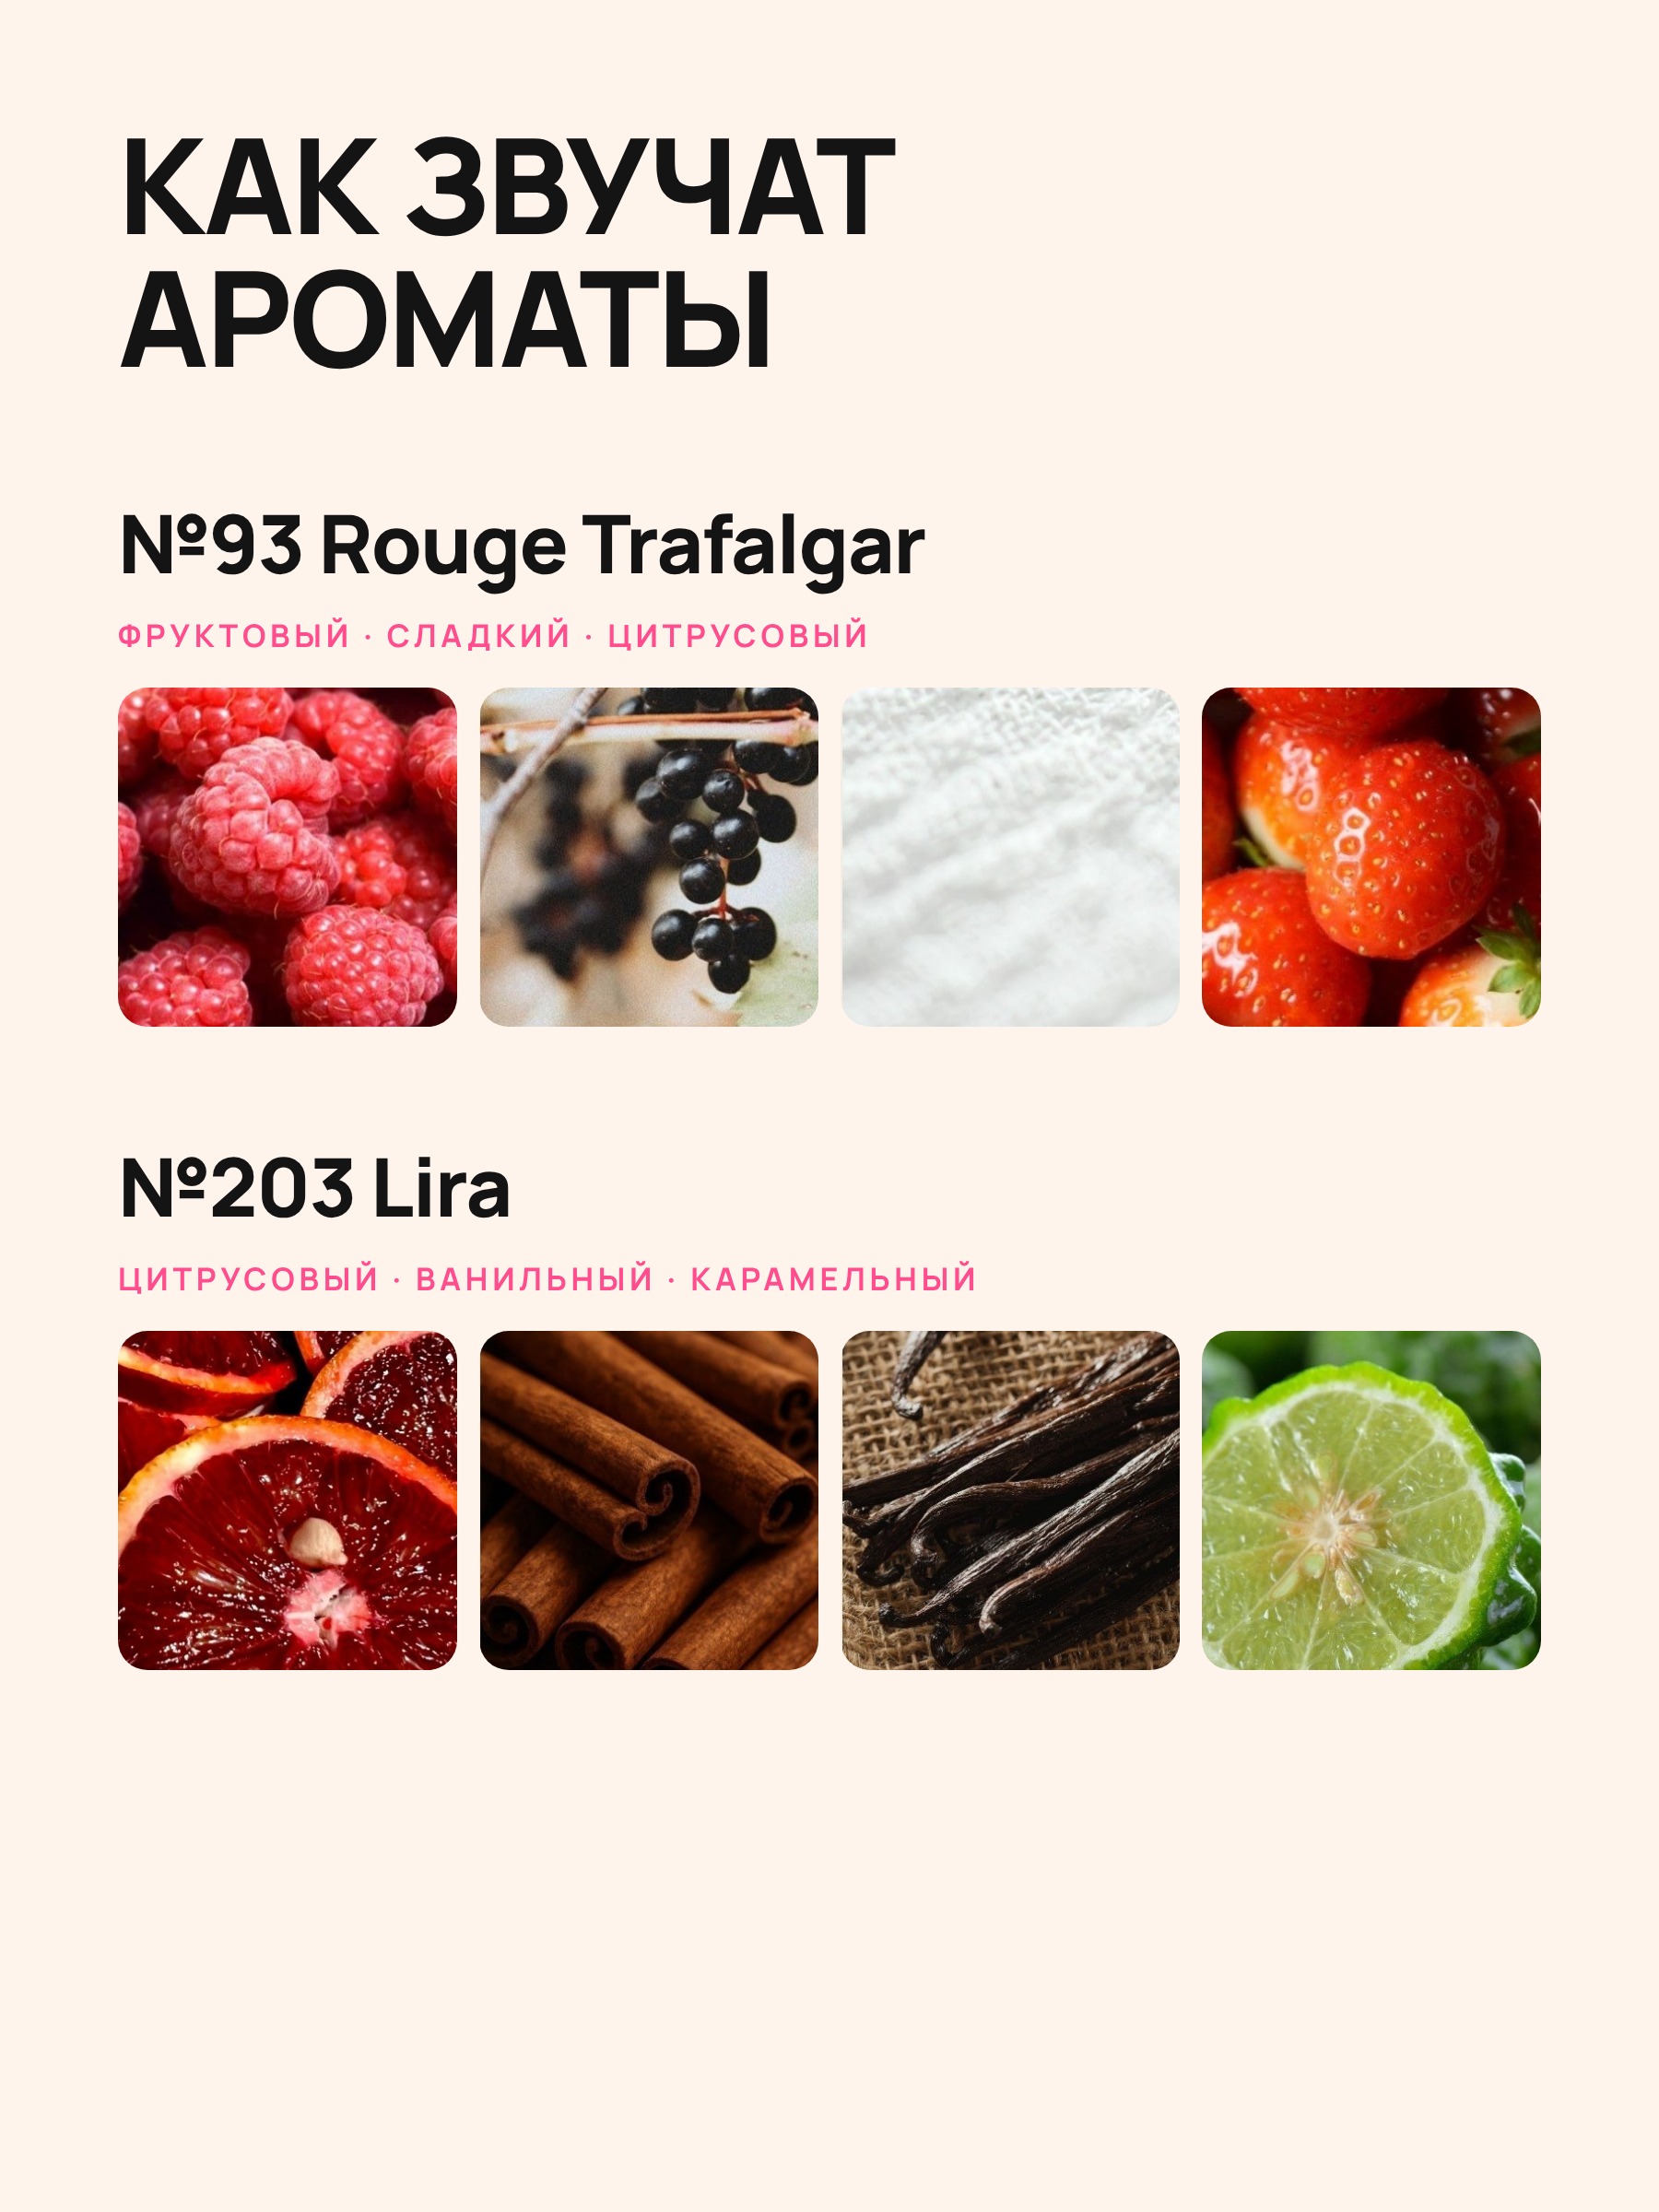 КАК ЗВУЧАТ
АРОМАТЫ
№93 Rouge Trafalgar
ФРУКТОВЫЙ · СЛАДКИЙ · ЦИТРУСОВЫЙ
№203 Lira
ЦИТРУСОВЫЙ · ВАНИЛЬНЫЙ · КАРАМЕЛЬНЫЙ